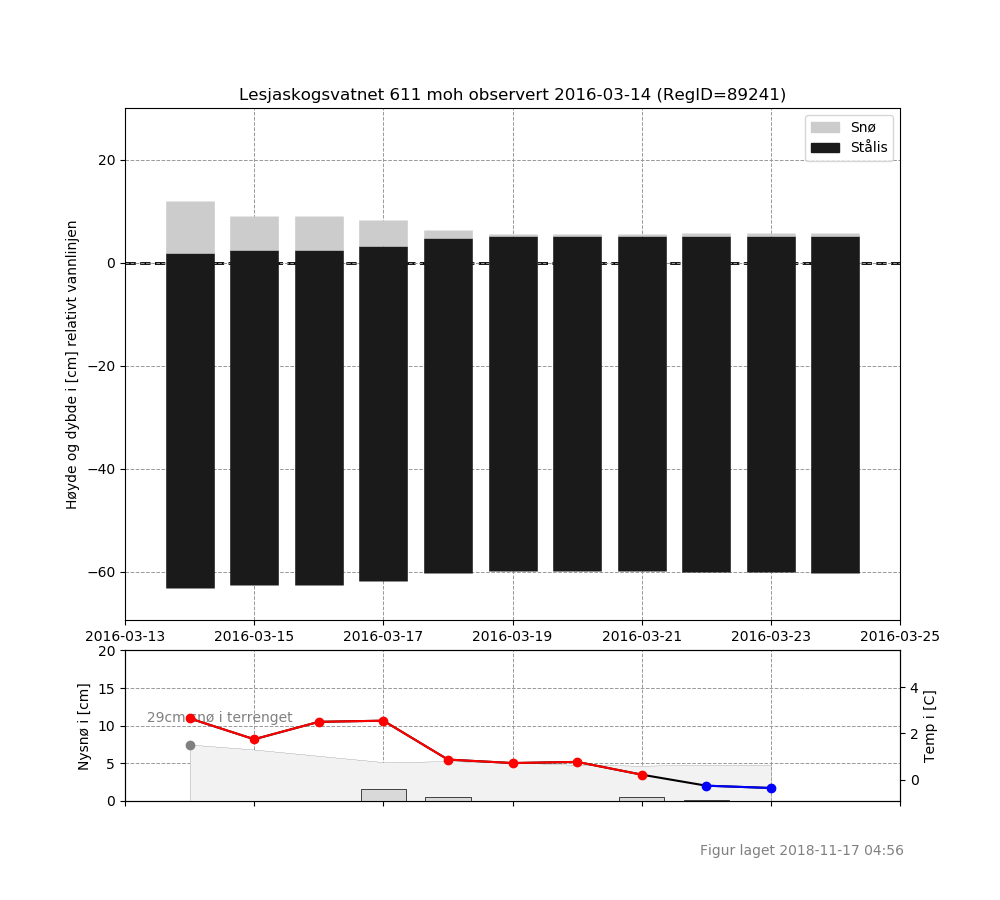 Lesjaskogsvatnet 611 moh observert 2016-03-14 (RegID=89241)
Snø
Stålis
Høyde og dybde i [cm] relativt vannlinjen
20
0
−20
−40
−60
2016-03-13 2016-03-15 2016-03-17 2016-03-19 2016-03-21 2016-03-23 2016-03-25
Nysnø i [cm]
20
15
10
5
0
29cm snø i terrenget
Temp i [C]
4
2
0
Figur laget 2018-11-17 04:56